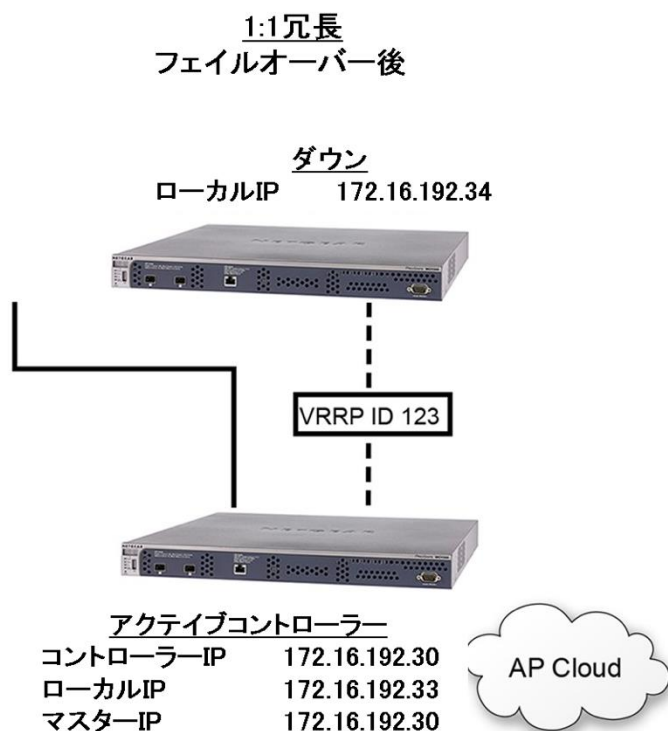 1:1冗長
フェイルオーバー後
ダウン
ローカルIP 172.16.192.34
NETGEAR
VRRP ID 123
NETGEAR
アクテイブコントローラー
コントローラーIP 172.16.192.30
ローカルIP 172.16.192.33
マスターIP 172.16.192.30
AP Cloud